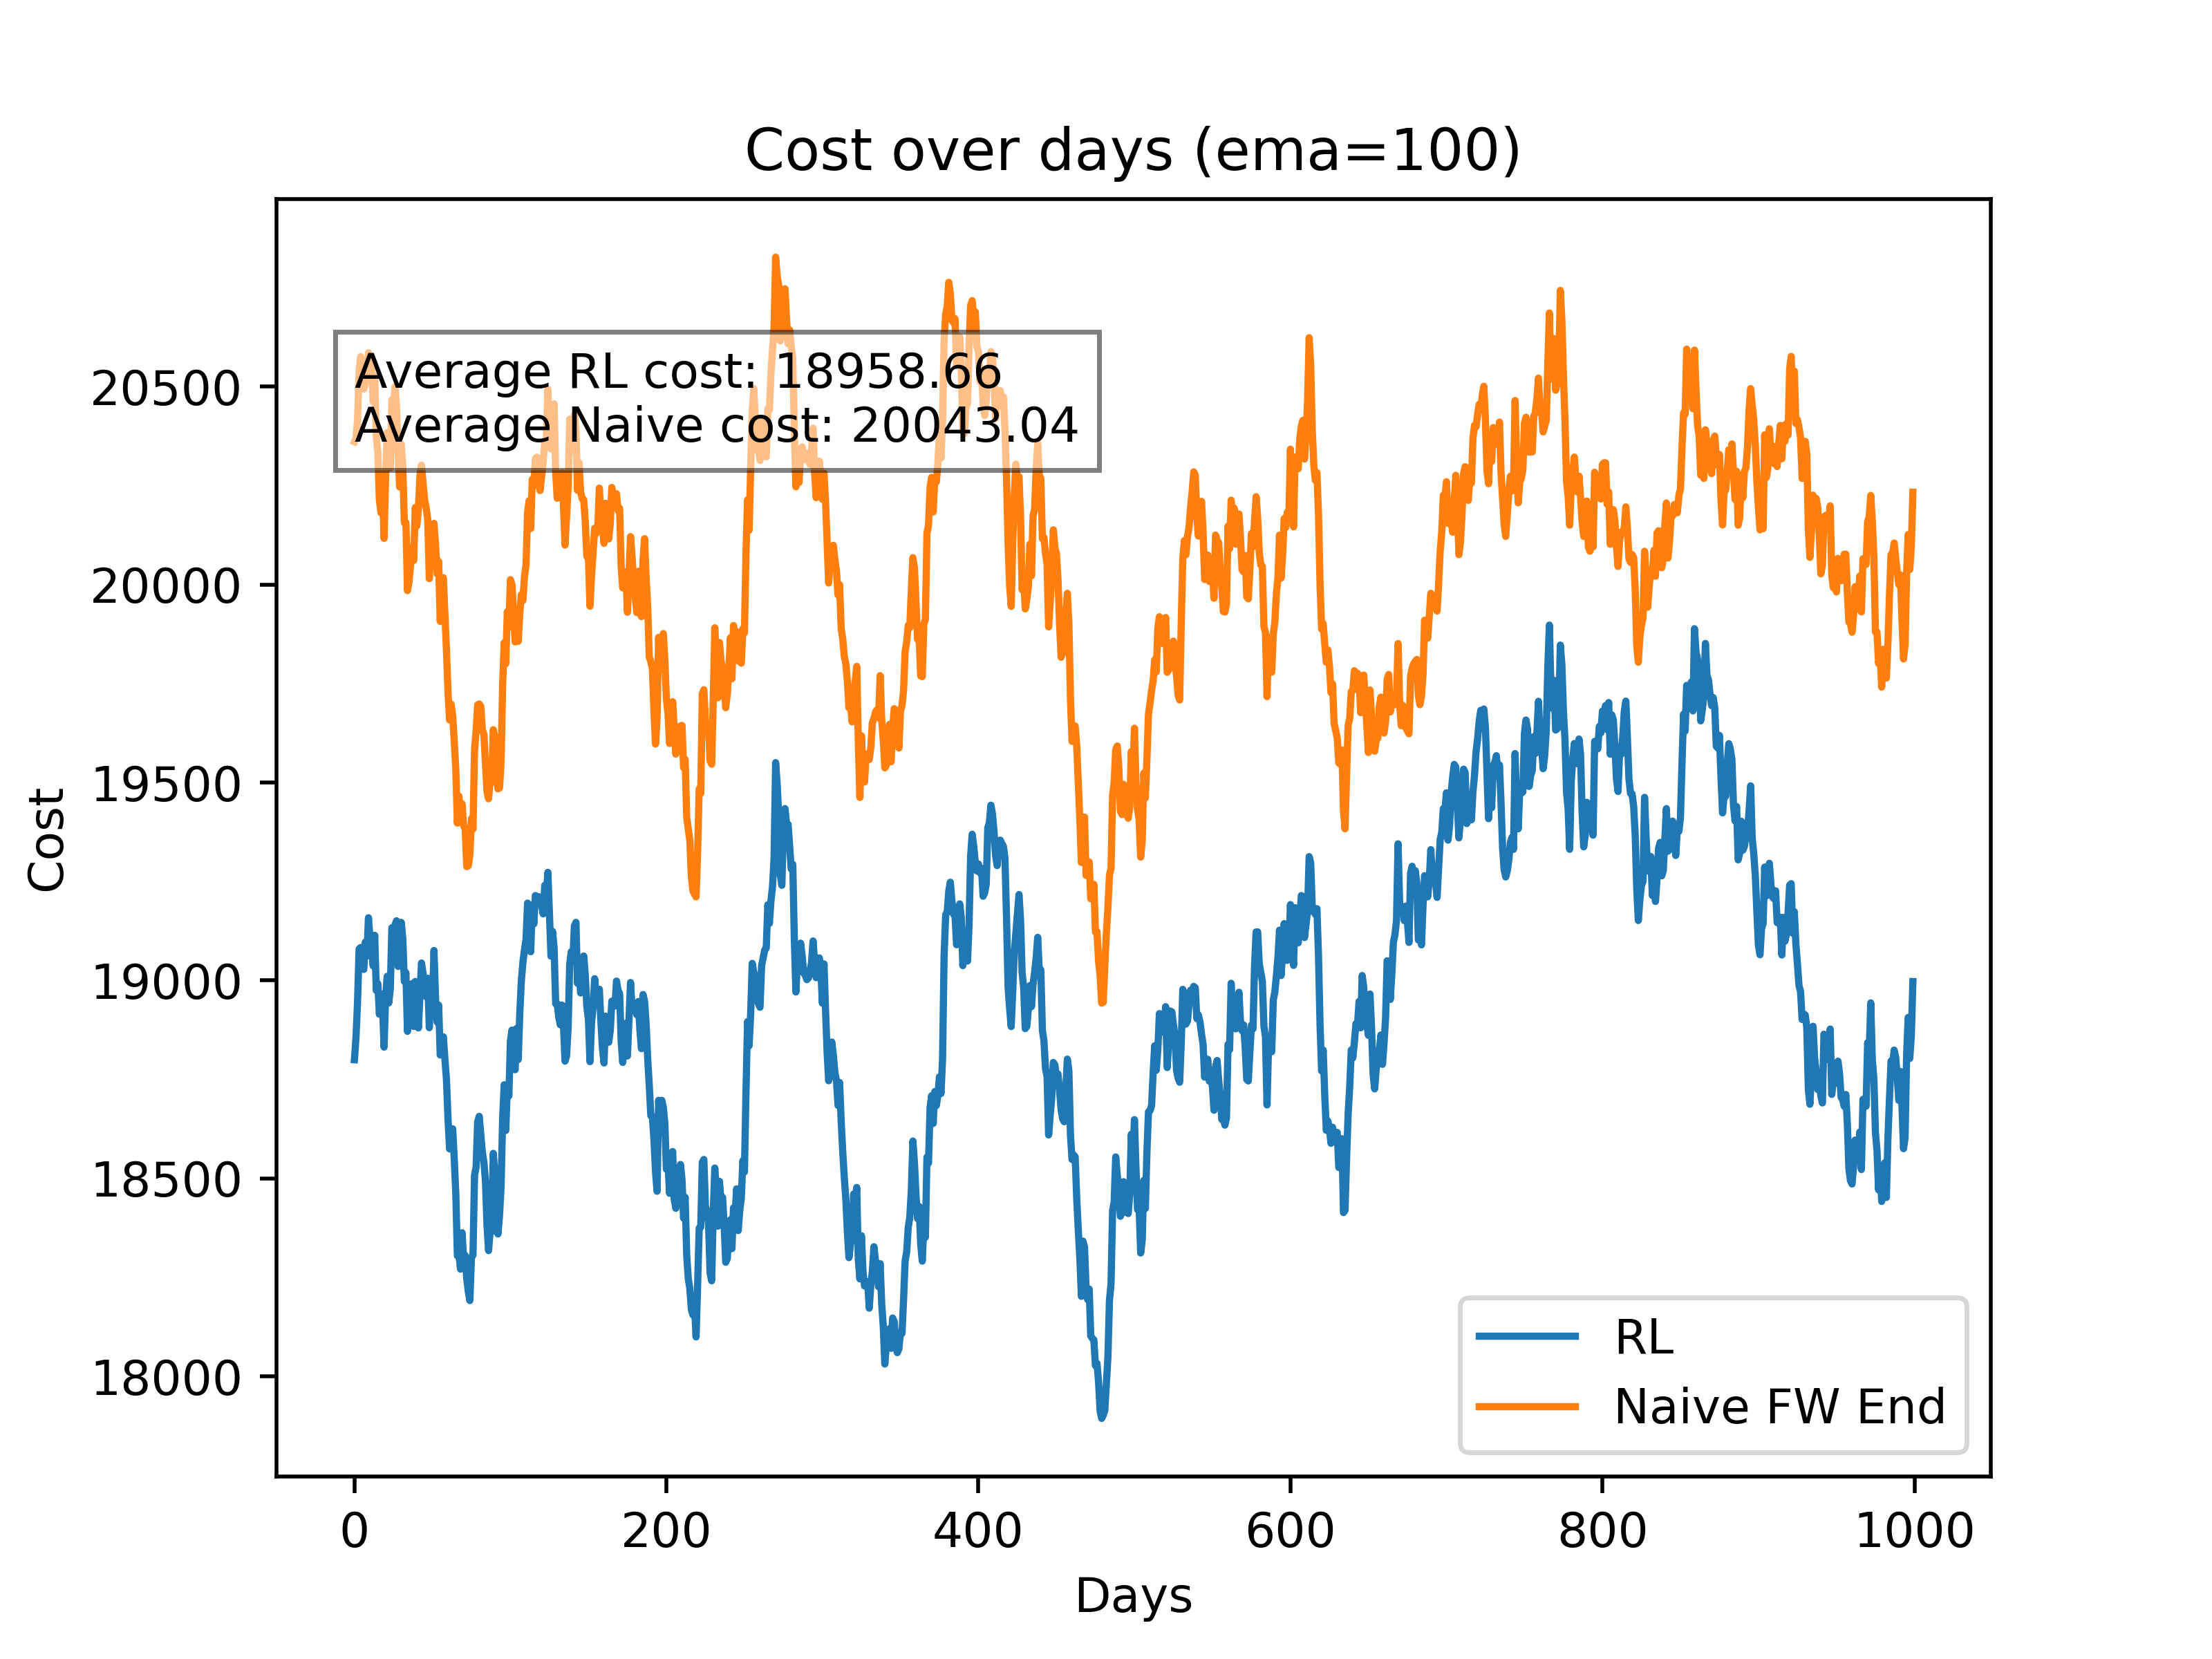 Cost over days (ema=100)
Average RL cost: 18958.66
Average Naive cost: 20043.04
20500
20000
19500
19000
18500
18000
Cost
0 200 400 600 800 1000
Days
RL
Naive FW End